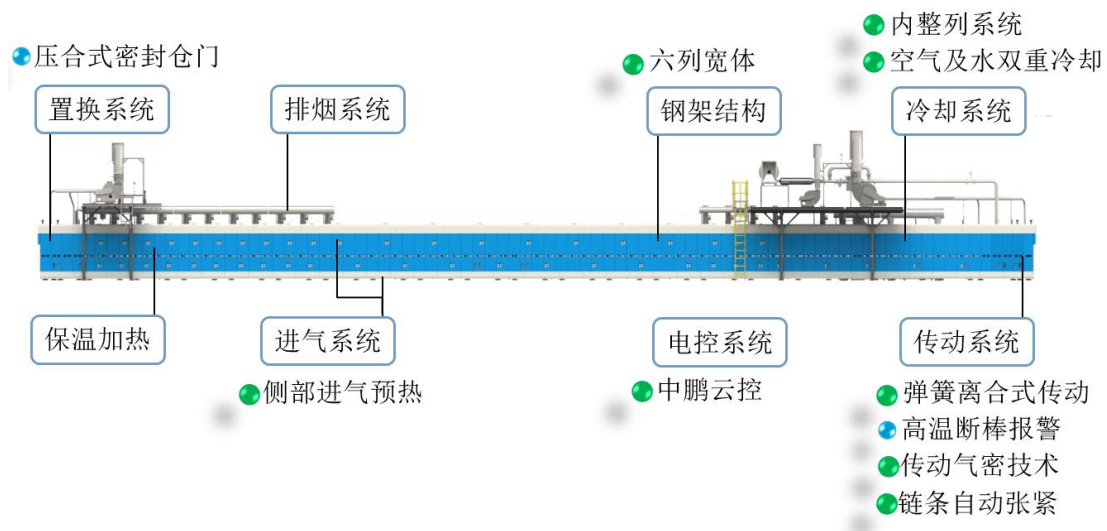 内整列系统
压合式密封仓门
六列宽体
空气及水双重冷却
置换系统
排烟系统
钢架结构
冷却系统
保温加热
进气系统
电控系统
传动系统
侧部进气预热
中鹏云控
弹簧离合式传动
高温断棒报警
传动气密技术
链条自动张紧